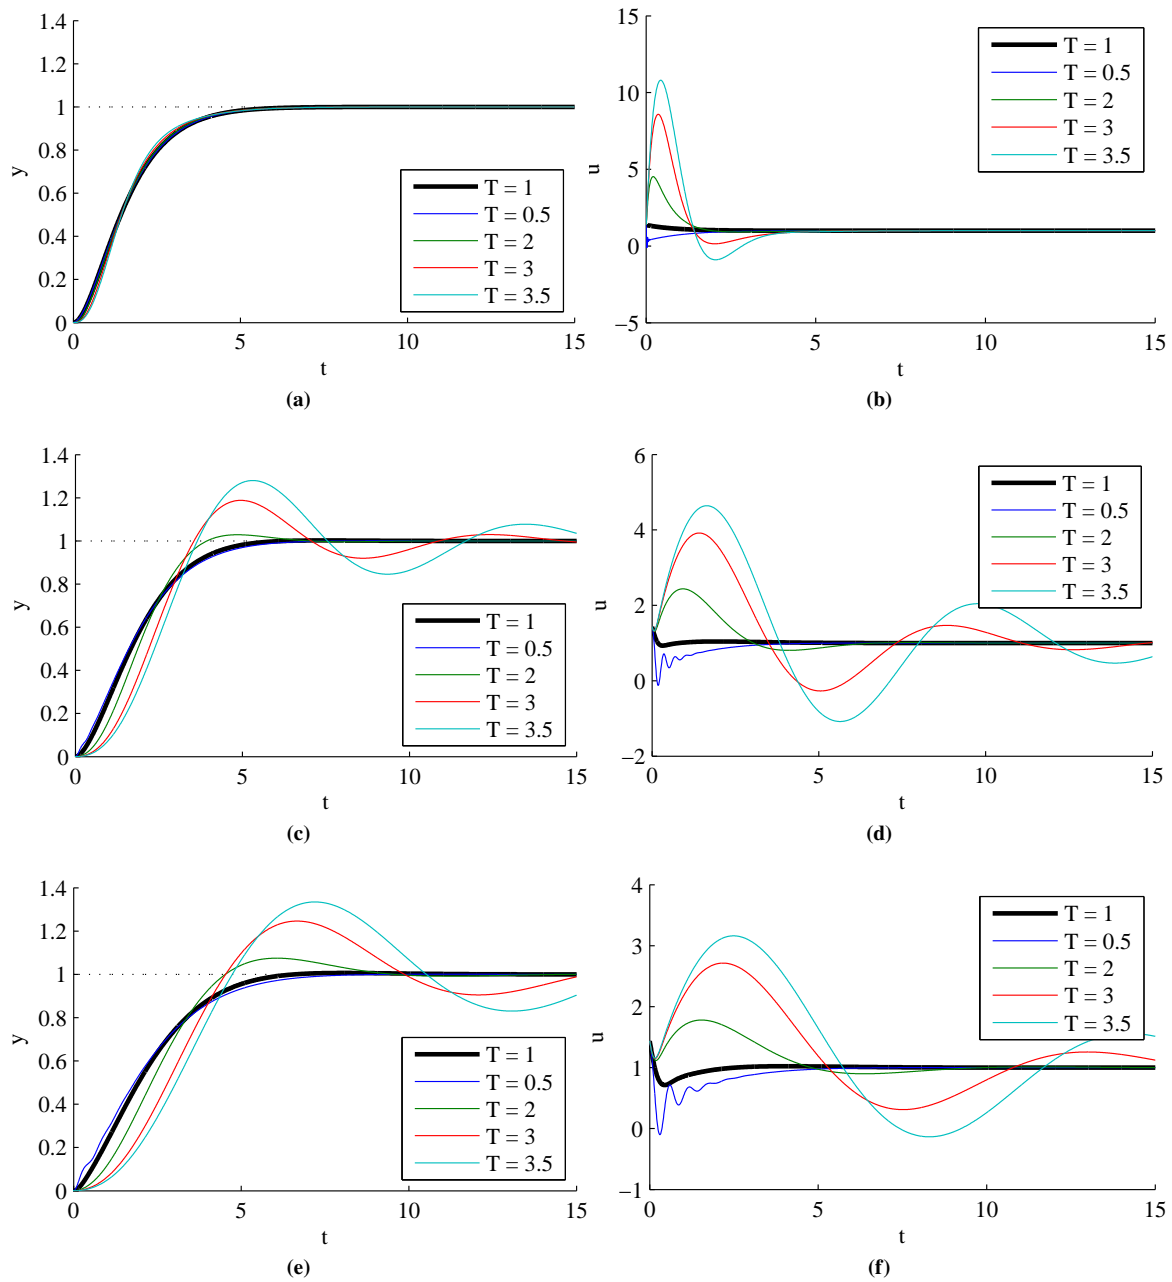 1.4
1.2
1
0.8
0.6
0.4
0.2
0
y
0 5 10 15
t
T = 1
T = 0.5
T = 2
T = 3
T = 3.5
(a)
15
10
5
0
−5
u
0 5 10 15
t
T = 1
T = 0.5
T = 2
T = 3
T = 3.5
(b)
1.4
1.2
1
0.8
0.6
0.4
0.2
0
y
0 5 10 15
t
T = 1
T = 0.5
T = 2
T = 3
T = 3.5
(c)
6
4
2
0
−2
u
0 5 10 15
t
T = 1
T = 0.5
T = 2
T = 3
T = 3.5
(d)
1.4
1.2
1
0.8
0.6
0.4
0.2
0
y
0 5 10 15
t
T = 1
T = 0.5
T = 2
T = 3
T = 3.5
(e)
4
3
2
1
0
−1
u
0 5 10 15
t
T = 1
T = 0.5
T = 2
T = 3
T = 3.5
(f)